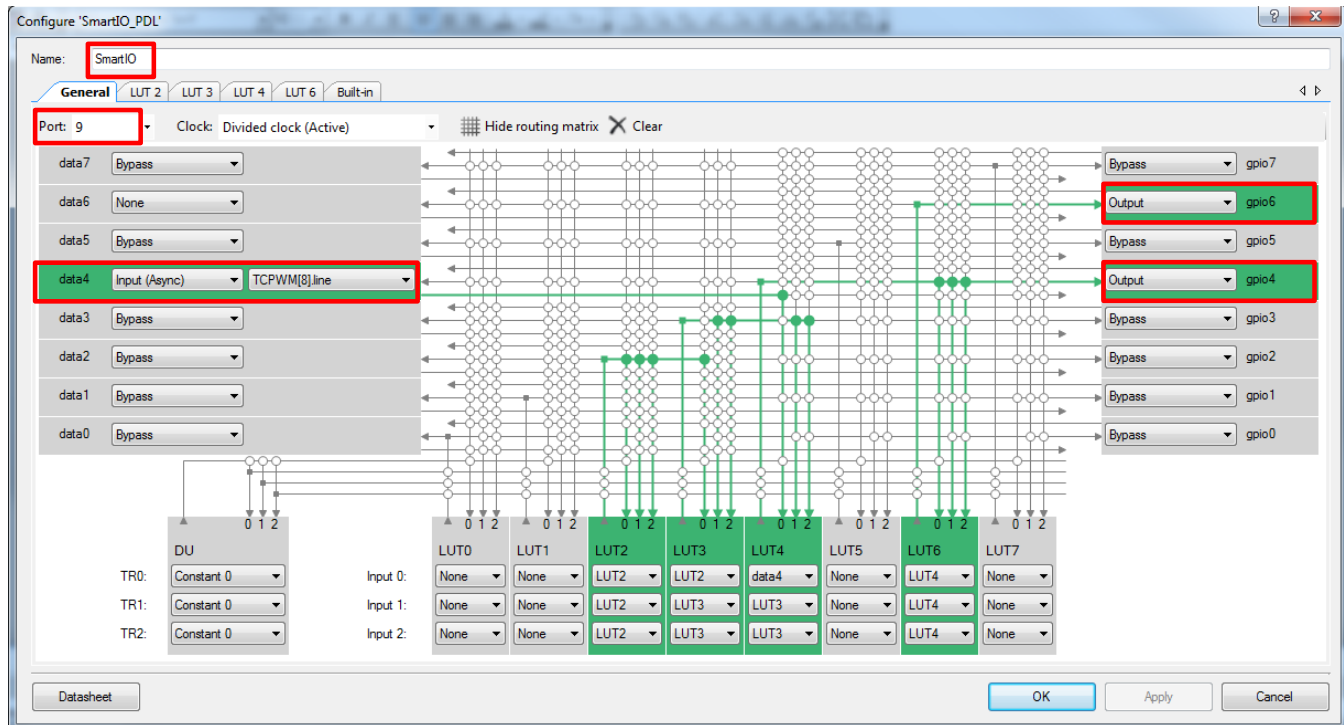 Configure 'SmartIO_PDL'
Name: SmartIO
General LUT 2 LUT 3 LUT 4 LUT 6 Built-in
Port: 9 Clock: Divided clock (Active) Hide routing matrix Clear
data7 Bypass Bypass gpio7
data6 None Output gpio6
data5 Bypass Bypass gpio5
data4 Input (Async) TCPWM[8].line Output gpio4
data3 Bypass Bypass gpio3
data2 Bypass Bypass gpio2
data1 Bypass Bypass gpio1
data0 Bypass Bypass gpio0
0 1 2 0 1 2 0 1 2 0 1 2 0 1 2 0 1 2 0 1 2 0 1 2 0 1 2
DU LUT0 LUT1 LUT2 LUT3 LUT4 LUT5 LUT6 LUT7
TR0: Constant 0 Input 0: None None LUT2 LUT2 data4 None LUT4 None
TR1: Constant 0 Input 1: None None LUT2 LUT3 LUT3 None LUT4 None
TR2: Constant 0 Input 2: None None LUT2 LUT3 LUT3 None LUT4 None
Datasheet OK Apply Cancel